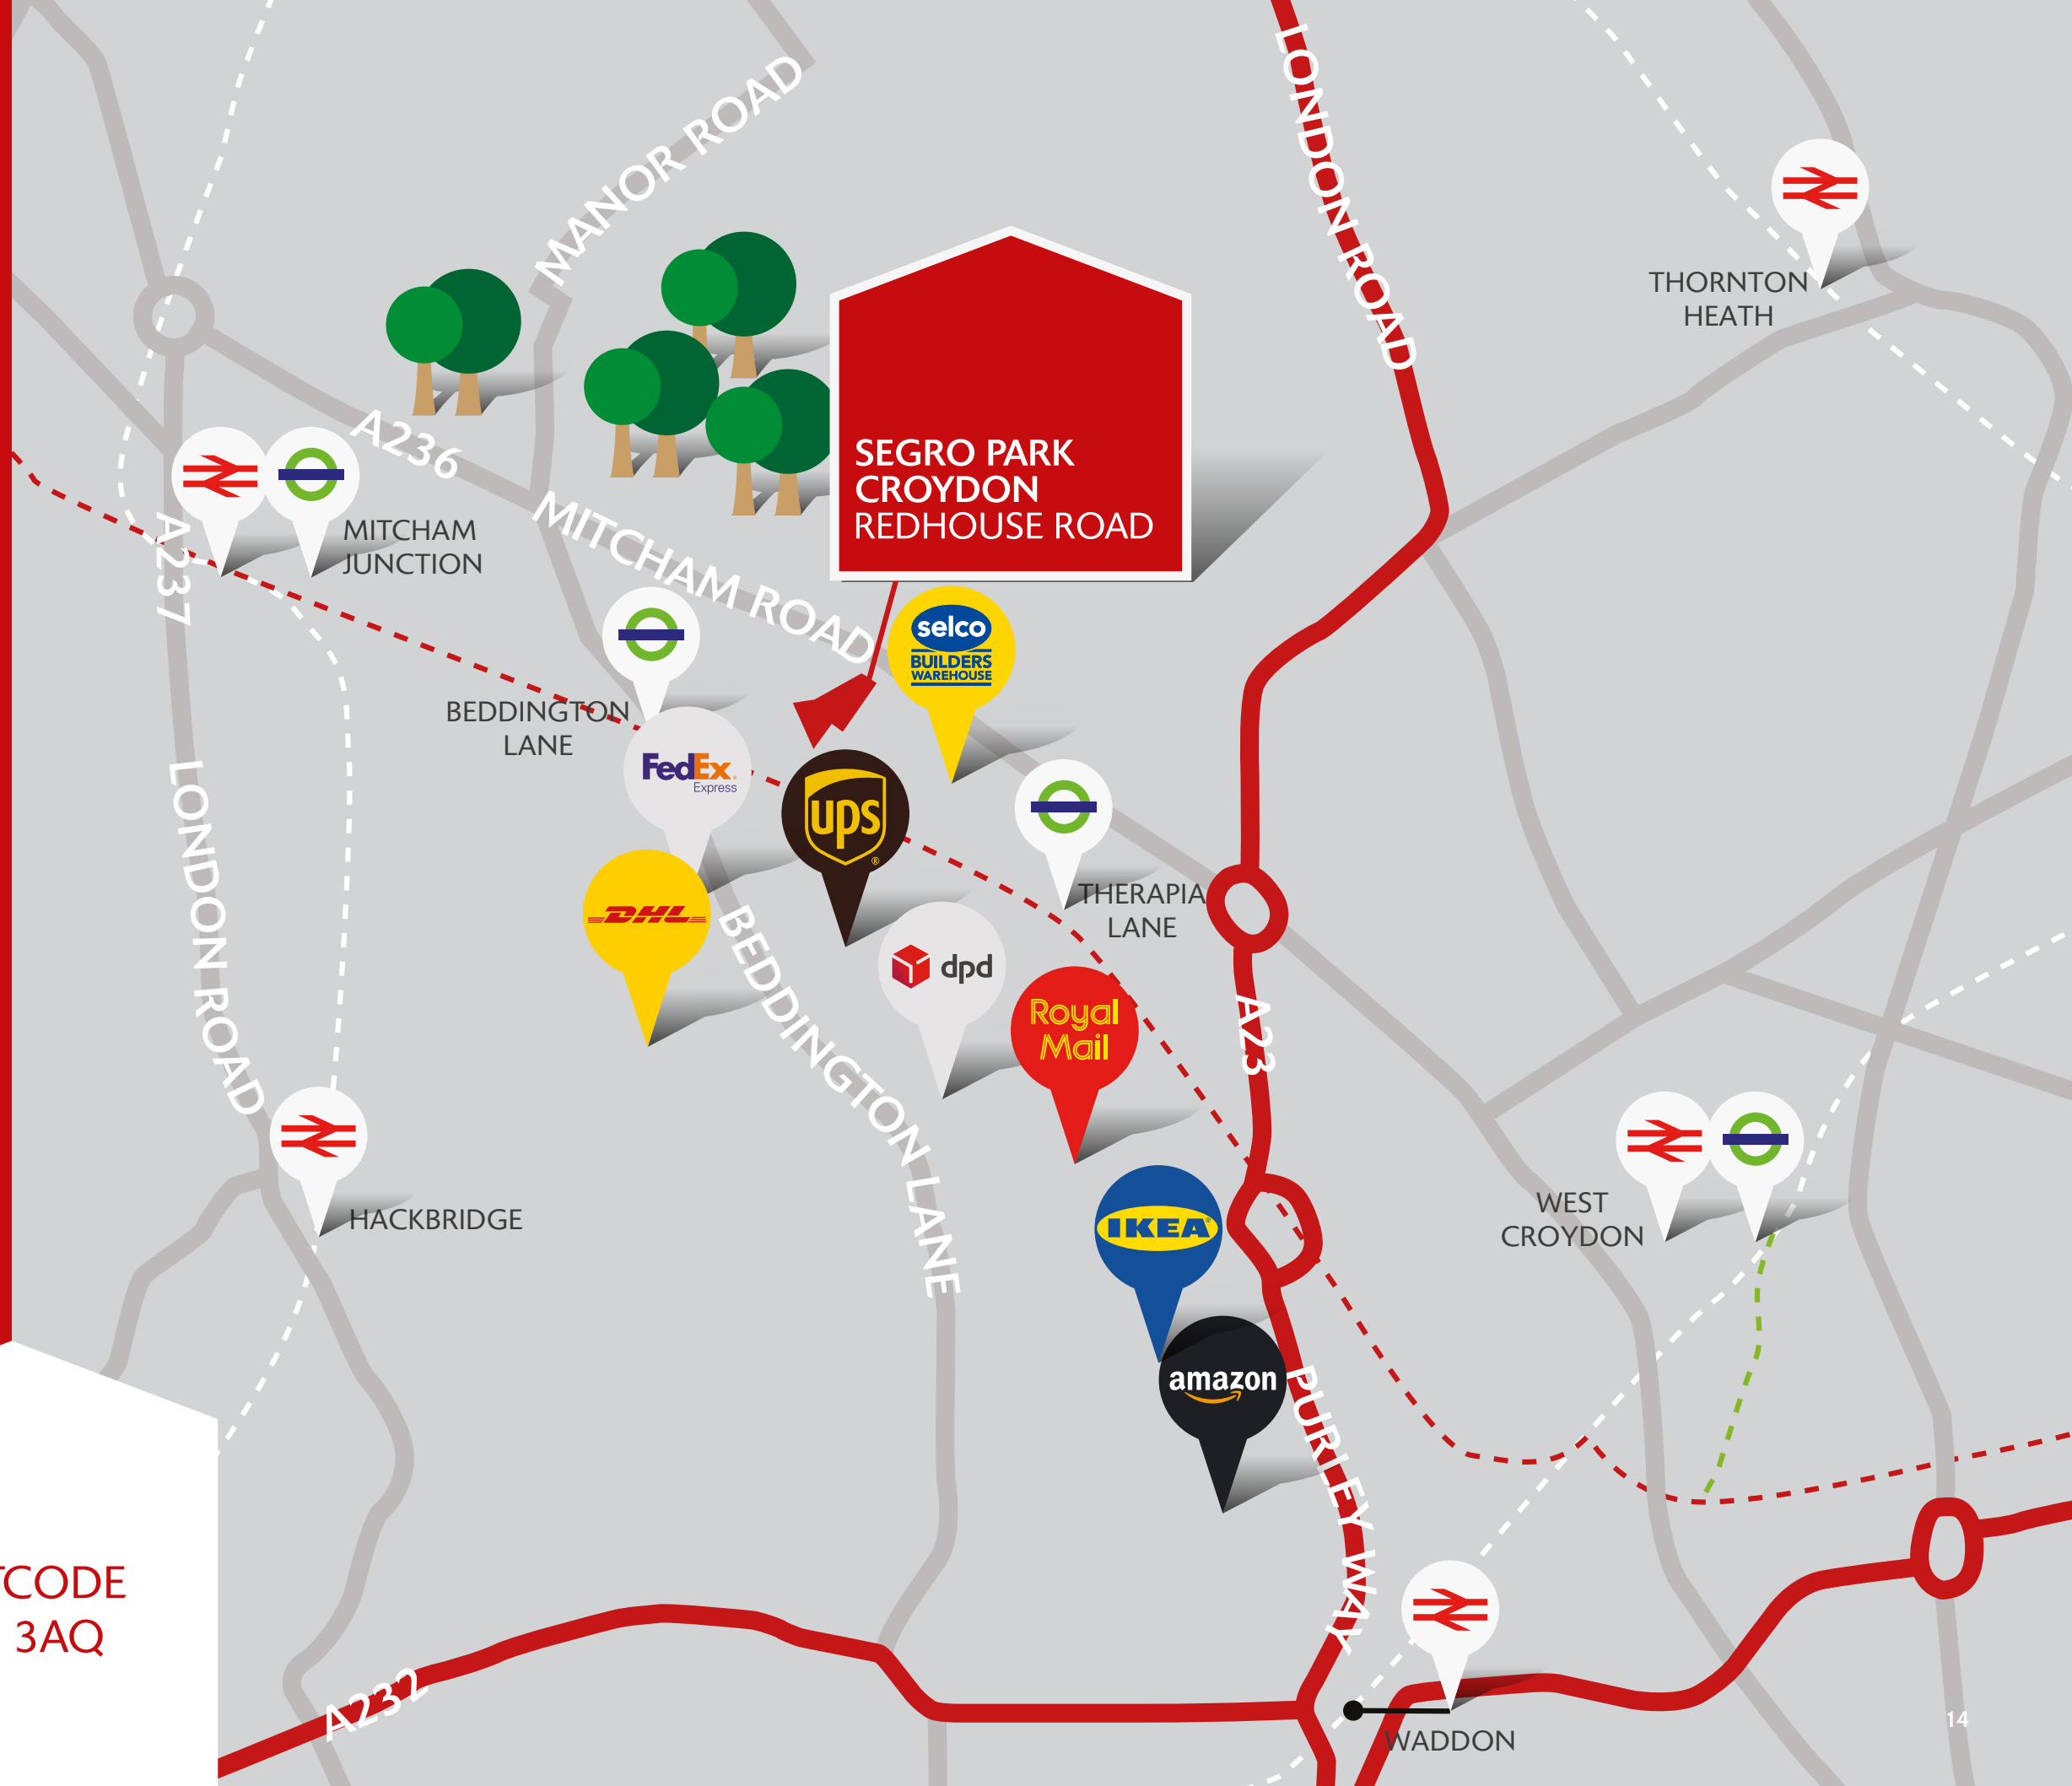 LONDON ROAD
MANOR ROAD
THORNTON
HEATH
SEGRO PARK
CROYDON
REDHOUSE ROAD
A236
MITCHAM
JUNCTION
A237
MITCHAM ROAD
selco
BUILDERS
WAREHOUSE
BEDDINGTON
LANE
FedEx
Express
ups
THERAPIA
LANE
LONDON ROAD
DHL
BEDDINGTON LANE
dpd
Royal
Mail
A23
HACKBRIDGE
WEST
CROYDON
IKEA
amazon
PURLEY WAY
TCODE
3AQ
A232
WADDON
14